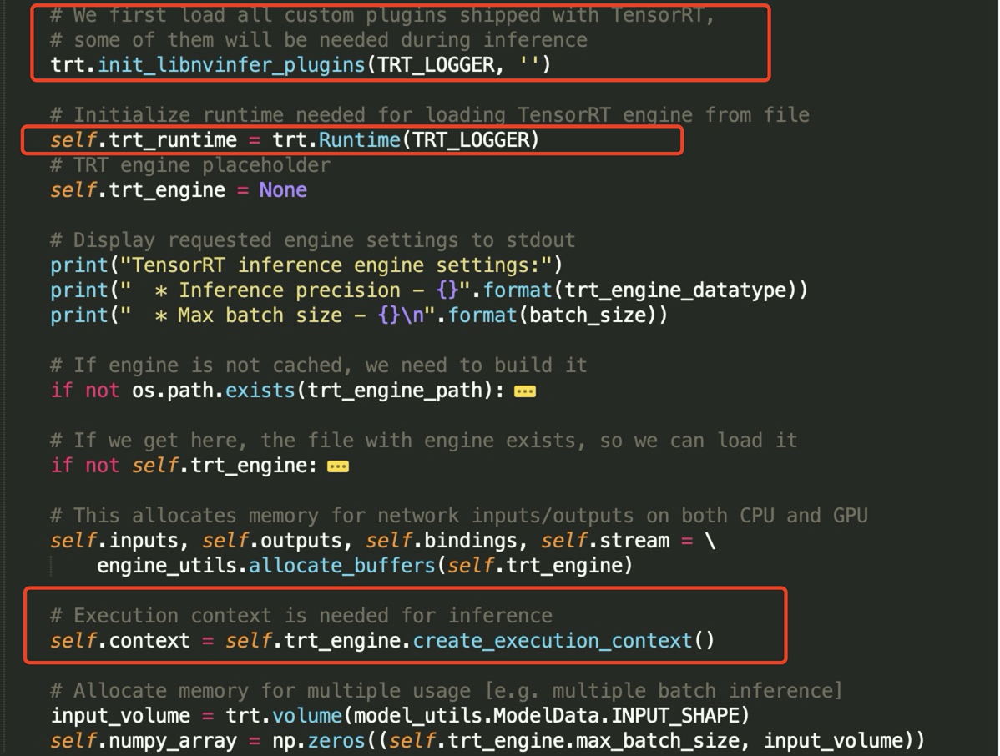 # We first load all custom plugins shipped with TensorRT,
# some of them will be needed during inference
trt.init_libnvinfer_plugins(TRT_LOGGER, '')
# Initialize runtime needed for loading TensorRT engine from file
self.trt_runtime = trt.Runtime(TRT_LOGGER)
# TRT engine placeholder
self.trt_engine = None
# Display requested engine settings to stdout
print("TensorRT inference engine settings:")
print("  * Inference precision - {}".format(trt_engine_datatype))
print("  * Max batch size - {}\n".format(batch_size))
# If engine is not cached, we need to build it
if not os.path.exists(trt_engine_path):
# If we get here, the file with engine exists, so we can load it
if not self.trt_engine:
# This allocates memory for network inputs/outputs on both CPU and GPU
self.inputs, self.outputs, self.bindings, self.stream = \
    engine_utils.allocate_buffers(self.trt_engine)
# Execution context is needed for inference
self.context = self.trt_engine.create_execution_context()
# Allocate memory for multiple usage [e.g. multiple batch inference]
input_volume = trt.volume(model_utils.ModelData.INPUT_SHAPE)
self.numpy_array = np.zeros((self.trt_engine.max_batch_size, input_volume))